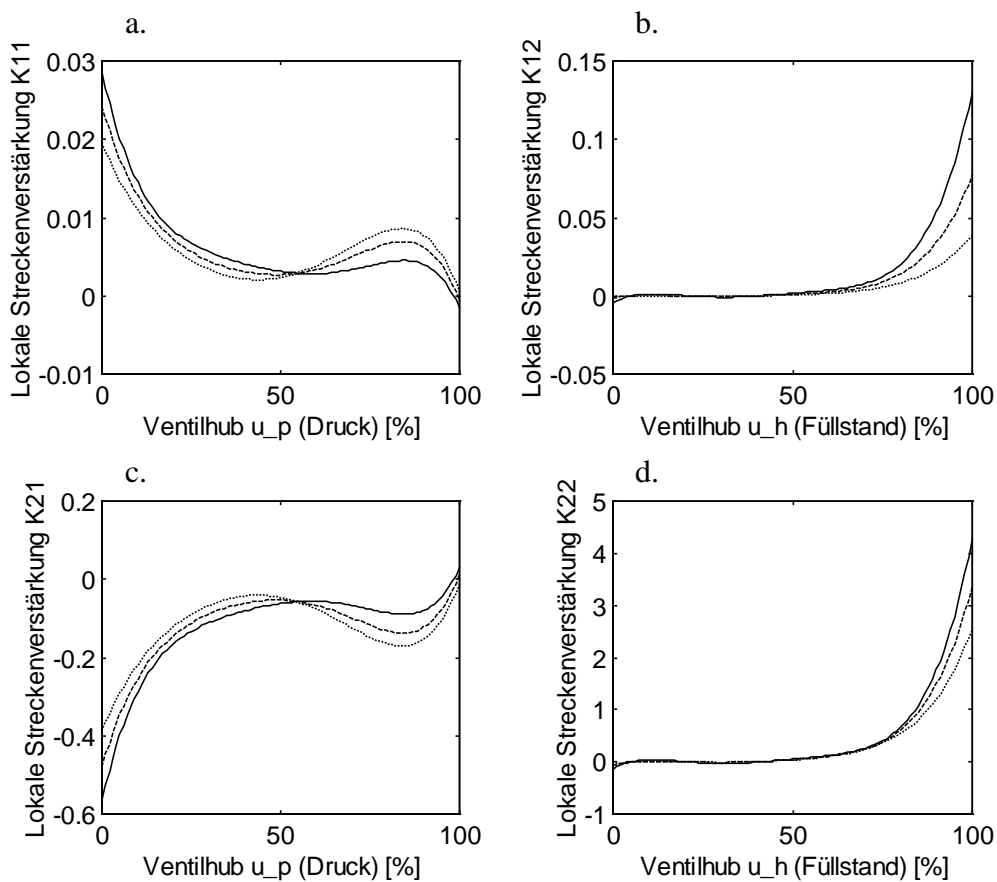 a.
Lokale Streckenverstärkung K11
0.03
0.02
0.01
0
-0.01
0
50
100
Ventilhub u_p (Druck) [%]
b.
Lokale Streckenverstärkung K12
0.15
0.1
0.05
0
-0.05
0
50
100
Ventilhub u_h (Füllstand) [%]
c.
Lokale Streckenverstärkung K21
0.2
0
-0.2
-0.4
-0.6
0
50
100
Ventilhub u_p (Druck) [%]
d.
Lokale Streckenverstärkung K22
5
4
3
2
1
0
-1
0
50
100
Ventilhub u_h (Füllstand) [%]